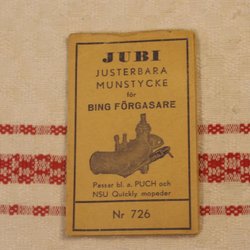 JUBI
JUSTERBARA
MUNSTYCKE
för
BING FÖRGASARE
Passar bl. a. PUCH och
NSU Quickly mopeder
Nr 726